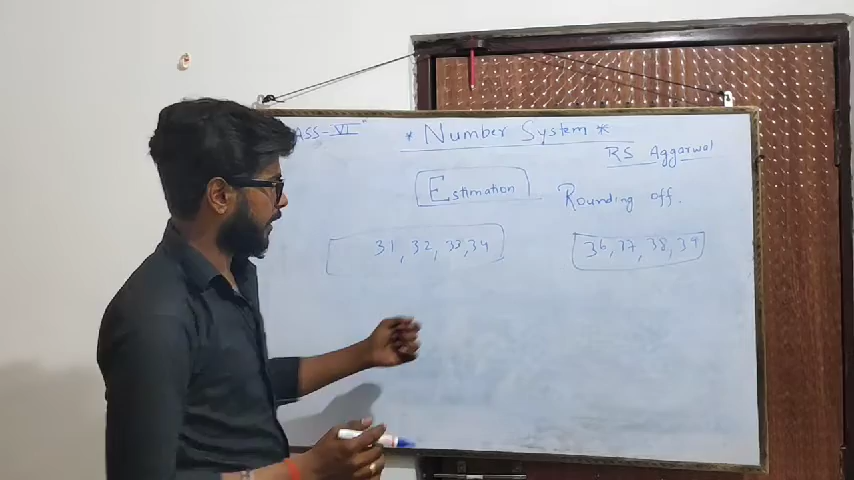 ASS-VI"
* Number System *
RS Aggarwal
Estimation
Rounding off.
31, 32, 33, 34
36, 37, 38, 39